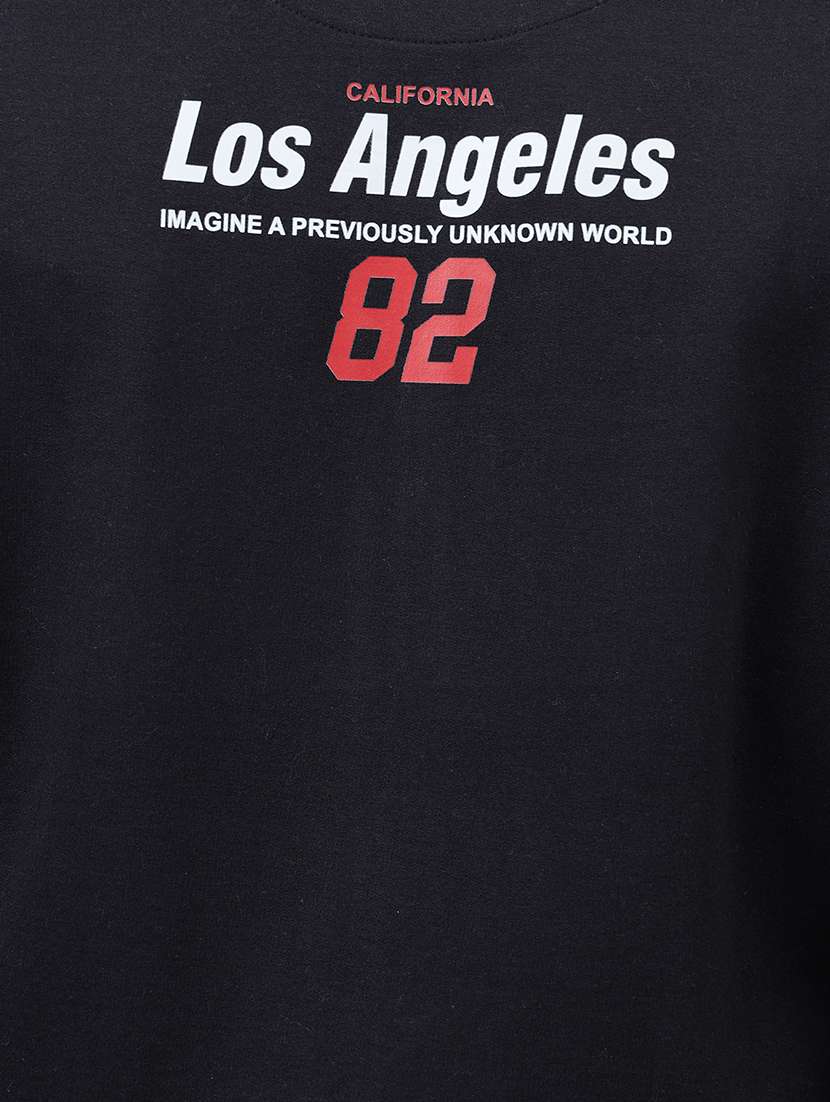 CALIFORNIA
Los Angeles
IMAGINE A PREVIOUSLY UNKNOWN WORLD
82